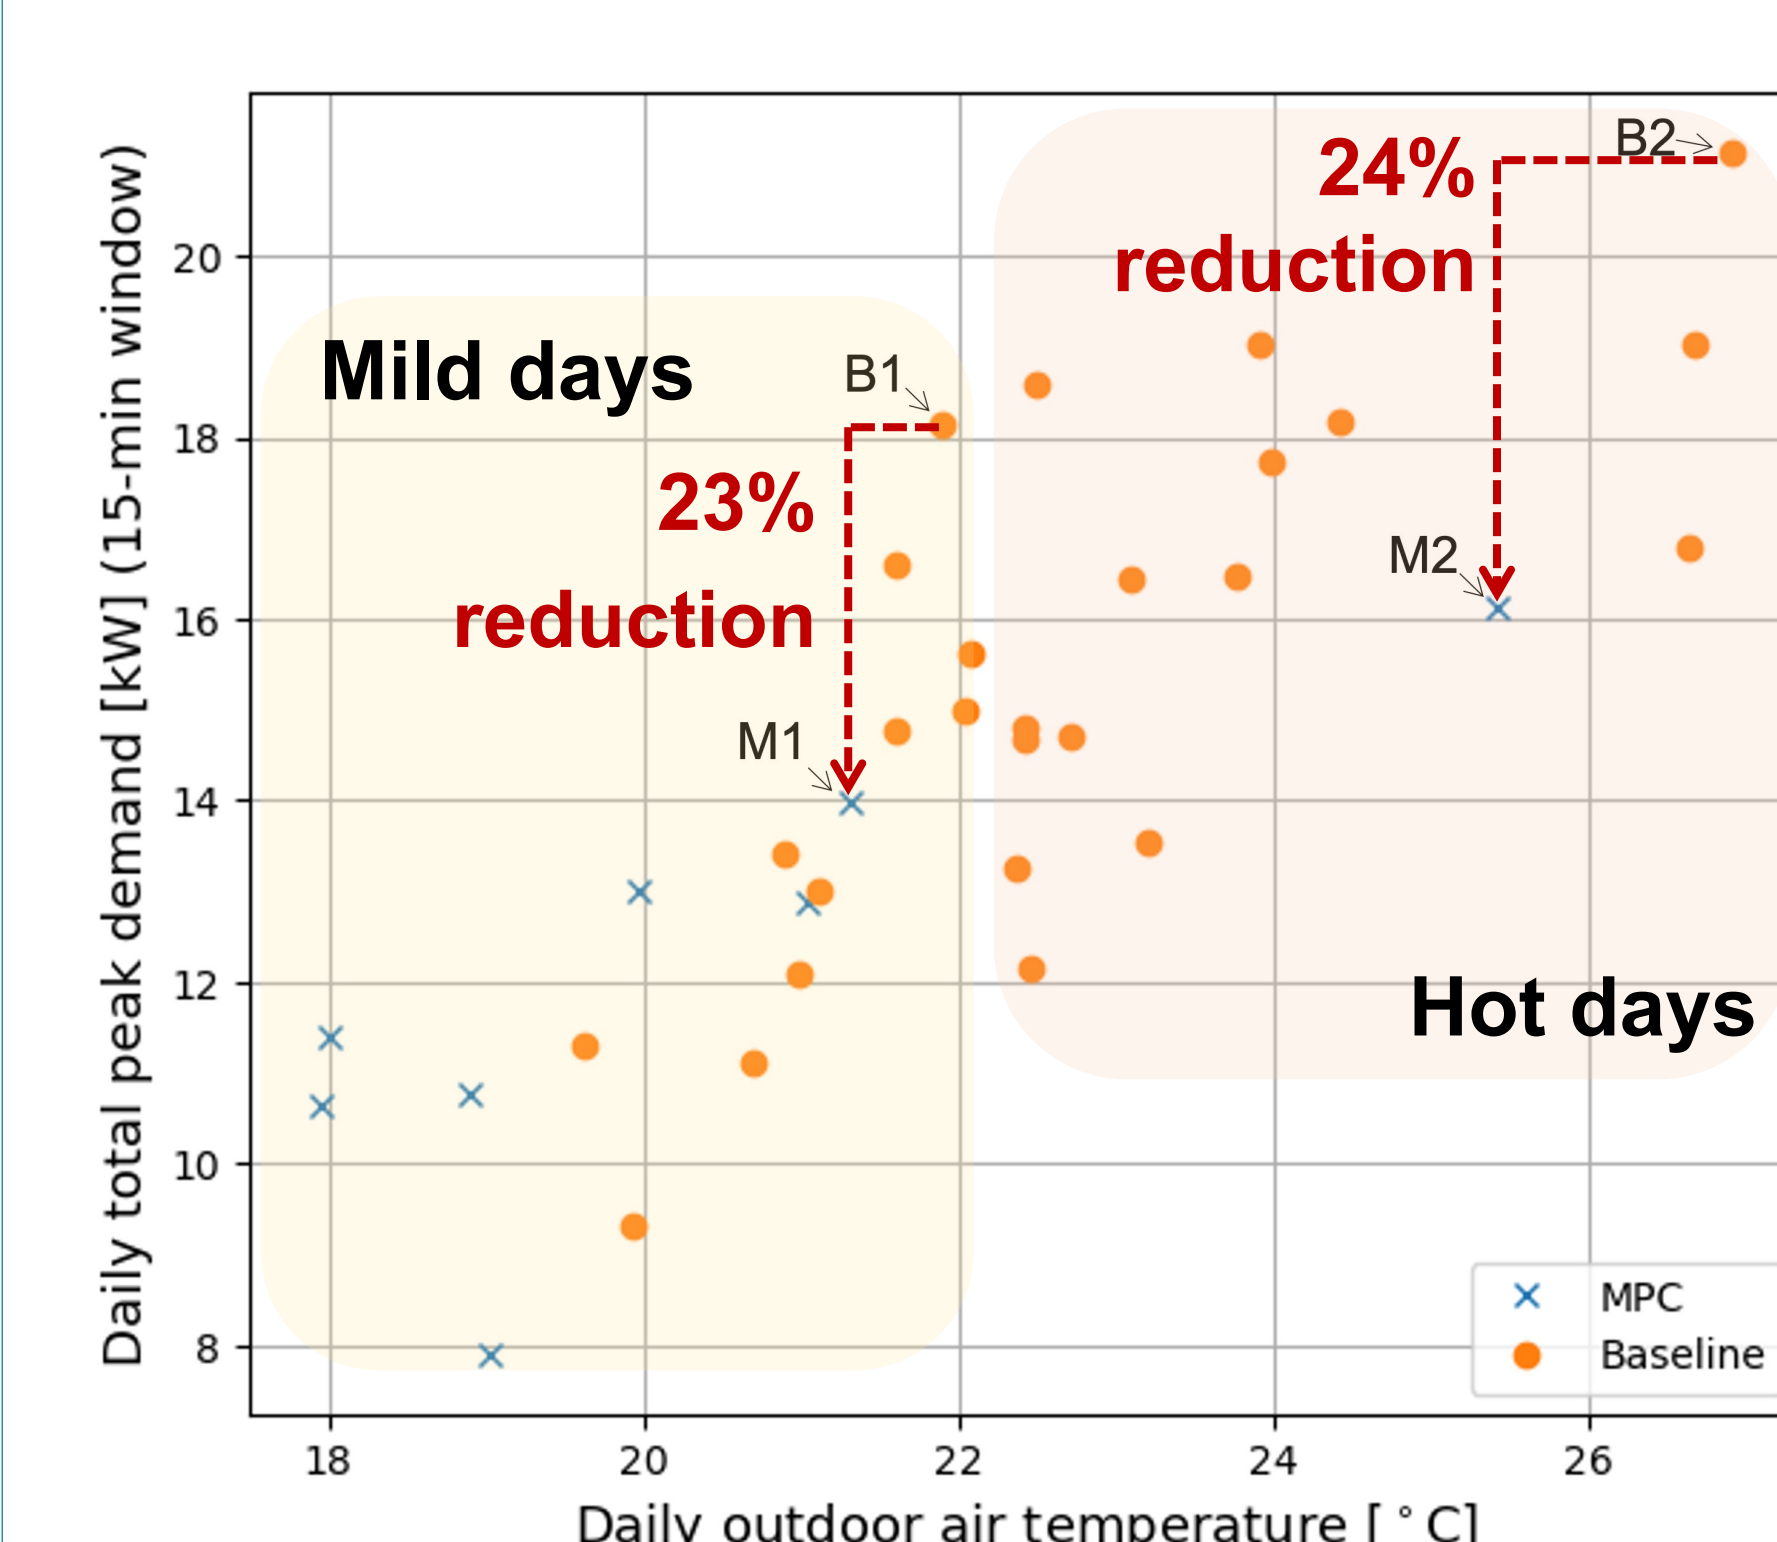 Daily total peak demand [kW] (15-min window)
20
18
16
14
12
10
8
Mild days
B1
23%
reduction
M1
24%
reduction
B2
M2
Hot days
MPC
Baseline
18
20
22
24
26
Daily outdoor air temperature [°C]